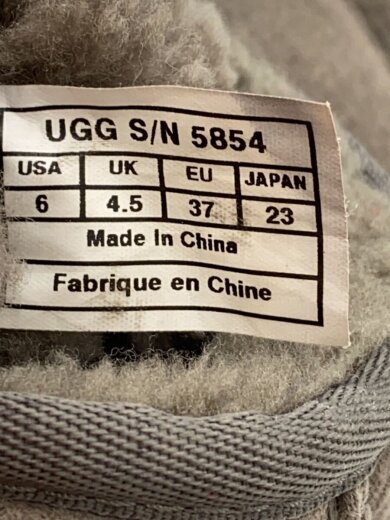 UGG S/N 5854
USA UK EU JAPAN
6 4.5 37 23
Made In China
Fabrique en Chine